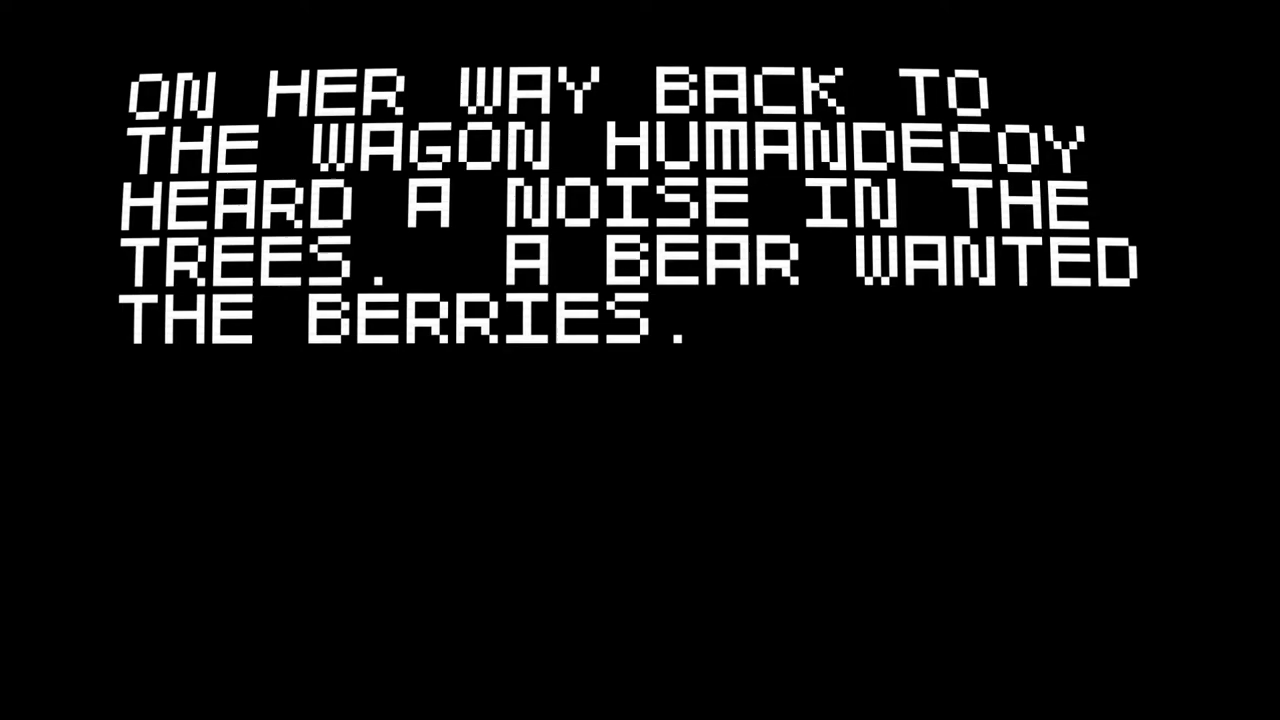 ON HER WAY BACK TO
THE WAGON HUMANDECOY
HEARD A NOISE IN THE
TREES.  A BEAR WANTED
THE BERRIES.